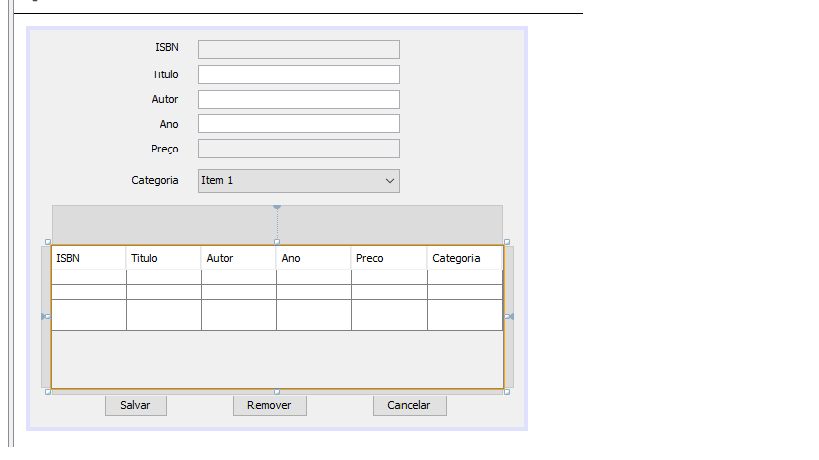 ISBN
Titulo
Autor
Ano
Preço
Categoria Item 1
ISBN Titulo Autor Ano Preco Categoria
Salvar Remover Cancelar